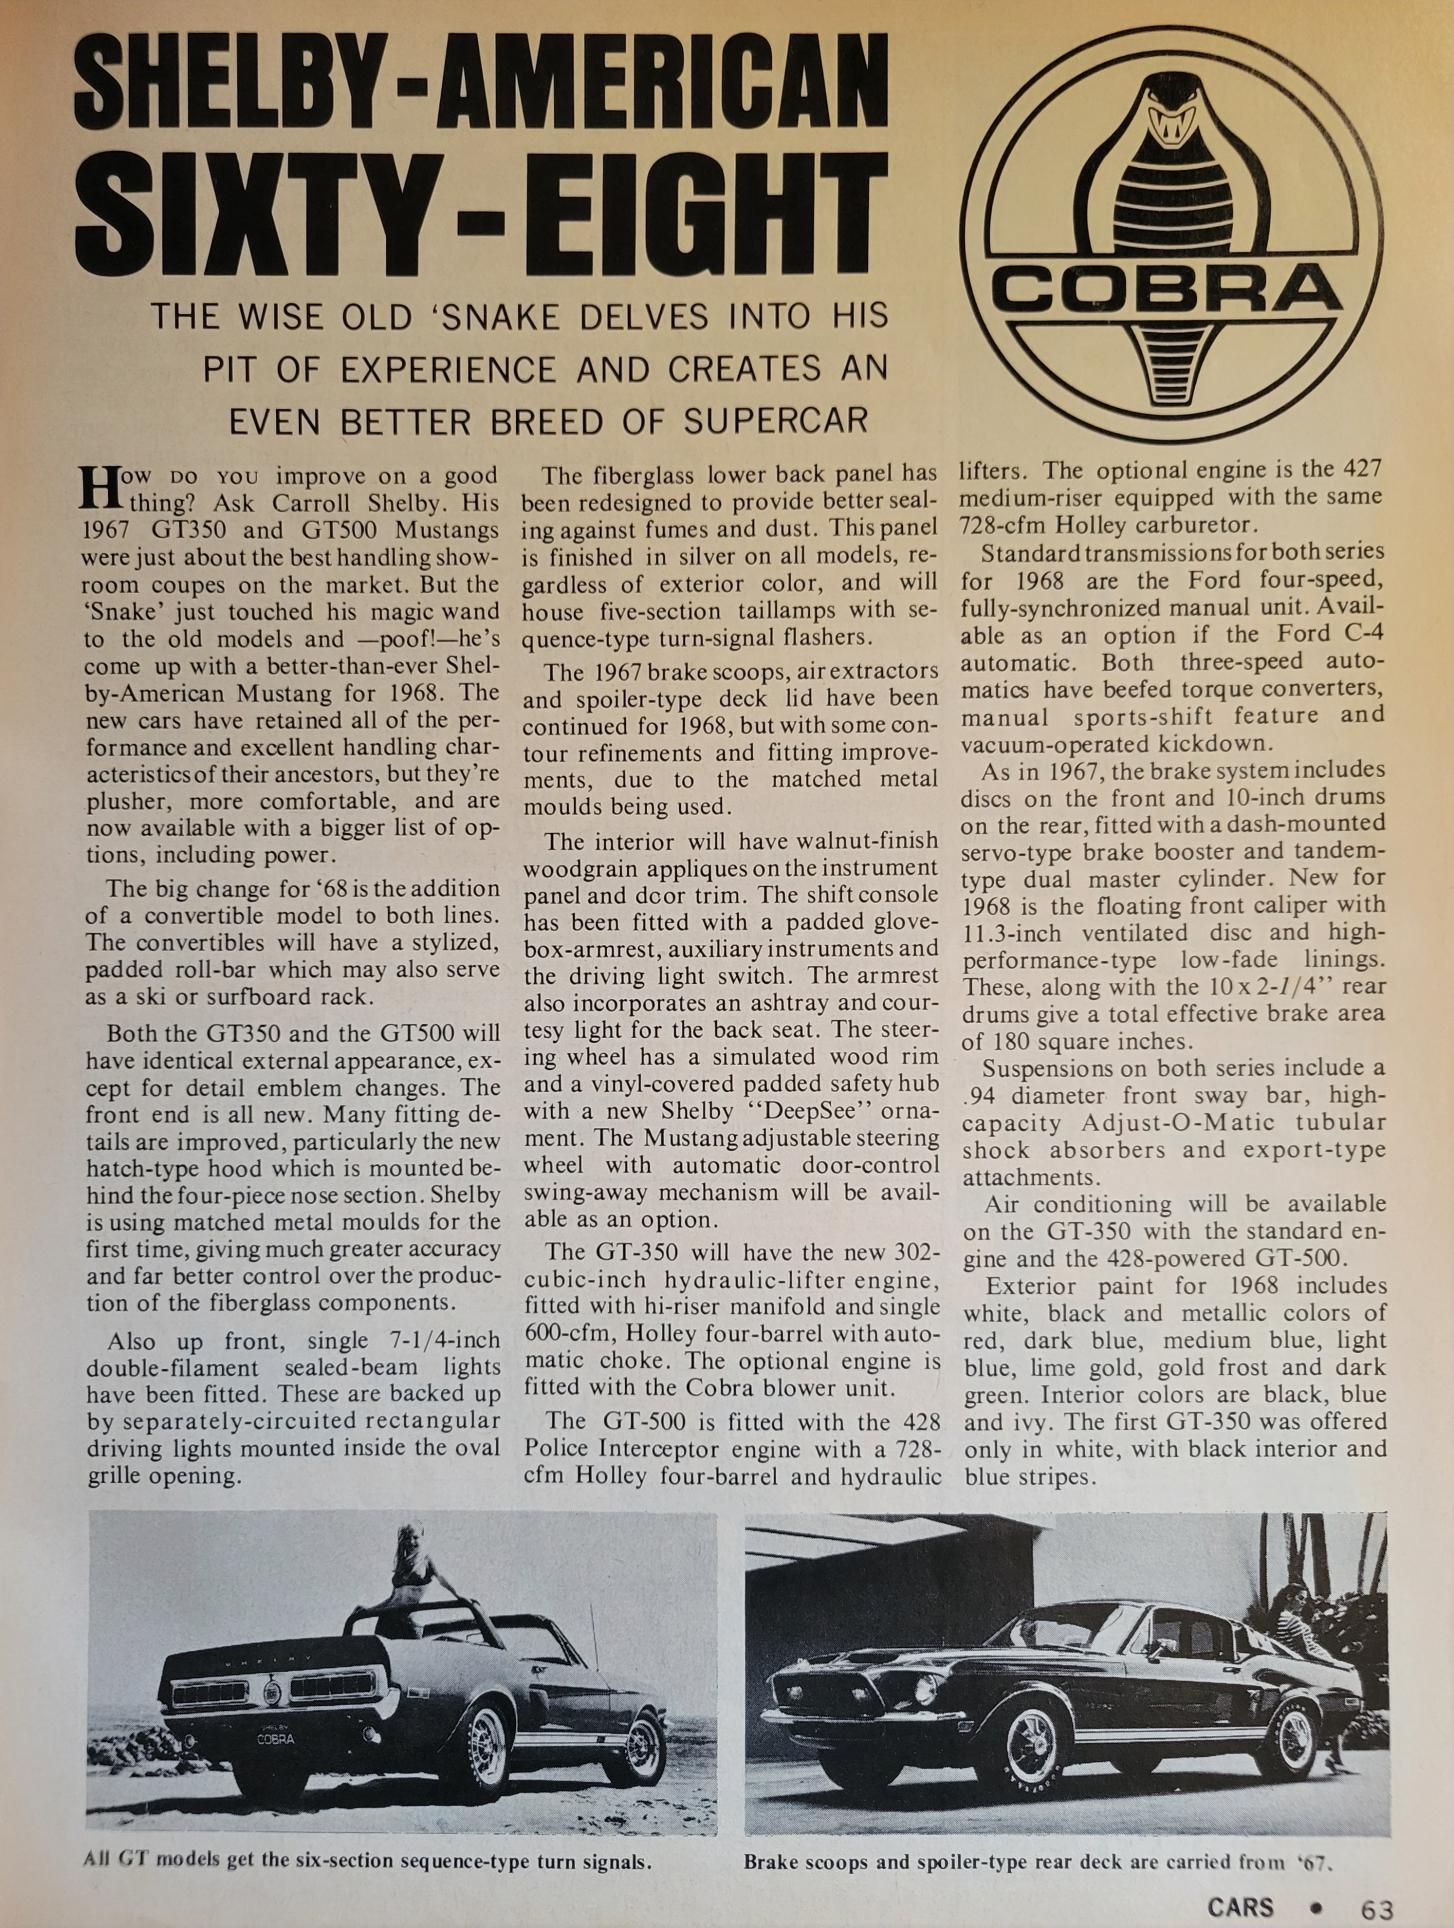 SHELBY-AMERICAN
SIXTY-EIGHT
THE WISE OLD ‘SNAKE DELVES INTO HIS
PIT OF EXPERIENCE AND CREATES AN
EVEN BETTER BREED OF SUPERCAR
COBRA
HOW DO YOU improve on a good
thing? Ask Carroll Shelby. His
1967 GT350 and GT500 Mustangs
were just about the best handling show-
room coupes on the market. But the
‘Snake’ just touched his magic wand
to the old models and —poof!—he’s
come up with a better-than-ever Shel-
by-American Mustang for 1968. The
new cars have retained all of the per-
formance and excellent handling char-
acteristics of their ancestors, but they’re
plusher, more comfortable, and are
now available with a bigger list of op-
tions, including power.
The big change for ‘68 is the addition
of a convertible model to both lines.
The convertibles will have a stylized,
padded roll-bar which may also serve
as a ski or surfboard rack.
Both the GT350 and the GT500 will
have identical external appearance, ex-
cept for detail emblem changes. The
front end is all new. Many fitting de-
tails are improved, particularly the new
hatch-type hood which is mounted be-
hind the four-piece nose section. Shelby
is using matched metal moulds for the
first time, giving much greater accuracy
and far better control over the produc-
tion of the fiberglass components.
Also up front, single 7-1/4-inch
double-filament sealed-beam lights
have been fitted. These are backed up
by separately-circuited rectangular
driving lights mounted inside the oval
grille opening.
The fiberglass lower back panel has
been redesigned to provide better seal-
ing against fumes and dust. This panel
is finished in silver on all models, re-
gardless of exterior color, and will
house five-section taillamps with se-
quence-type turn-signal flashers.
The 1967 brake scoops, air extractors
and spoiler-type deck lid have been
continued for 1968, but with some con-
tour refinements and fitting improve-
ments, due to the matched metal
moulds being used.
The interior will have walnut-finish
woodgrain appliques on the instrument
panel and door trim. The shift console
has been fitted with a padded glove-
box-armrest, auxiliary instruments and
the driving light switch. The armrest
also incorporates an ashtray and cour-
tesy light for the back seat. The steer-
ing wheel has a simulated wood rim
and a vinyl-covered padded safety hub
with a new Shelby “DeepSee” orna-
ment. The Mustang adjustable steering
wheel with automatic door-control
swing-away mechanism will be avail-
able as an option.
The GT-350 will have the new 302-
cubic-inch hydraulic-lifter engine,
fitted with hi-riser manifold and single
600-cfm, Holley four-barrel with auto-
matic choke. The optional engine is
fitted with the Cobra blower unit.
The GT-500 is fitted with the 428
Police Interceptor engine with a 728-
cfm Holley four-barrel and hydraulic
lifters. The optional engine is the 427
medium-riser equipped with the same
728-cfm Holley carburetor.
Standard transmissions for both series
for 1968 are the Ford four-speed,
fully-synchronized manual unit. Avail-
able as an option if the Ford C-4
automatic. Both three-speed auto-
matics have beefed torque converters,
manual sports-shift feature and
vacuum-operated kickdown.
As in 1967, the brake system includes
discs on the front and 10-inch drums
on the rear, fitted with a dash-mounted
servo-type brake booster and tandem-
type dual master cylinder. New for
1968 is the floating front caliper with
11.3-inch ventilated disc and high-
performance-type low-fade linings.
These, along with the 10 x 2-1/4” rear
drums give a total effective brake area
of 180 square inches.
Suspensions on both series include a
.94 diameter front sway bar, high-
capacity Adjust-O-Matic tubular
shock absorbers and export-type
attachments.
Air conditioning will be available
on the GT-350 with the standard en-
gine and the 428-powered GT-500.
Exterior paint for 1968 includes
white, black and metallic colors of
red, dark blue, medium blue, light
blue, lime gold, gold frost and dark
green. Interior colors are black, blue
and ivy. The first GT-350 was offered
only in white, with black interior and
blue stripes.
SHELBY
SHELBY
COBRA
All GT models get the six-section sequence-type turn signals.
Brake scoops and spoiler-type rear deck are carried from ‘67.
CARS • 63